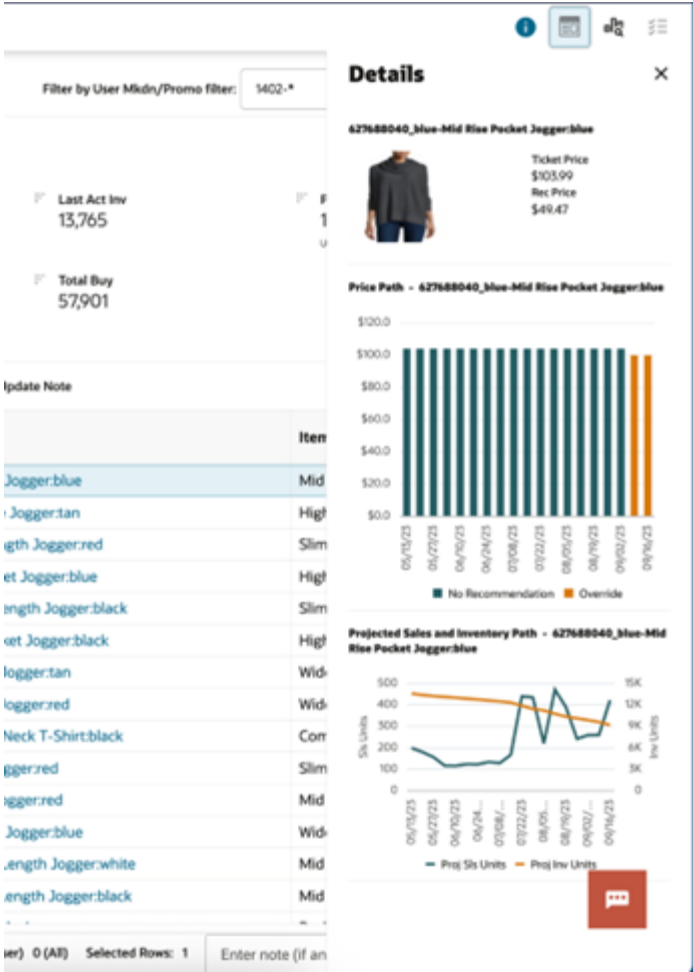 Filter by User Mkdn/Promo filter: 1402-*
Last Act Inv
13,765
Total Buy
57,901
Update Note
Item
Jogger:blue Mid
Jogger:tan High
gth Jogger:red Slim
et Jogger:blue High
ength Jogger:black Slim
ket Jogger:black High
Jogger:tan Wid
Jogger:red Wid
Neck T-Shirt:black Com
gger:red Slim
gger:red Mid
Jogger:blue Wid
Length Jogger:white Mid
ength Jogger:black Mid
ser) 0 (All) Selected Rows: 1 Enter note (if an
Details
627688040_blue-Mid Rise Pocket Jogger:blue
Ticket Price
$103.99
Rec Price
$49.47
Price Path - 627688040_blue-Mid Rise Pocket Jogger:blue
$120.0
$100.0
$80.0
$60.0
$40.0
$20.0
$0.0
05/13/23 05/27/23 06/10/23 06/24/23 07/08/23 07/22/23 08/05/23 08/19/23 09/02/23 09/16/23
No Recommendation Override
Projected Sales and Inventory Path - 627688040_blue-Mid
Rise Pocket Jogger:blue
Sls Units
500
400
300
200
100
0
15K
12K
9K
6K
3K
0
Inv Units
05/13/23 05/27/23 06/10/23 06/24... 07/08/... 07/22/23 08/05... 08/19/23 09/02/... 09/16/23
Proj Sls Units Proj Inv Units